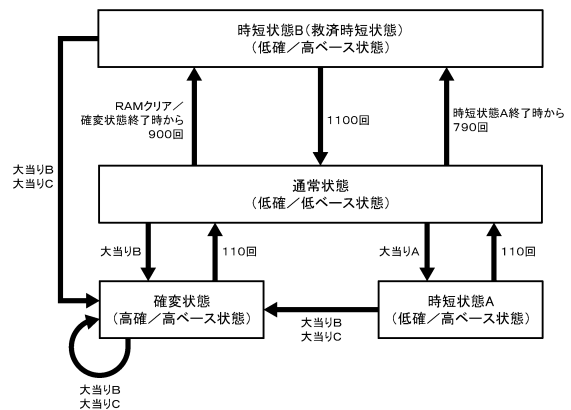 時短状態B（救済時短状態）
（低確／高ベース状態）
RAMクリア／
確変状態終了時から
900回
1100回
時短状態A終了時から
790回
大当りB
大当りC
通常状態
（低確／低ベース状態）
大当りB
110回
大当りA
110回
確変状態
（高確／高ベース状態）
大当りB
大当りC
時短状態A
（低確／高ベース状態）
大当りB
大当りC